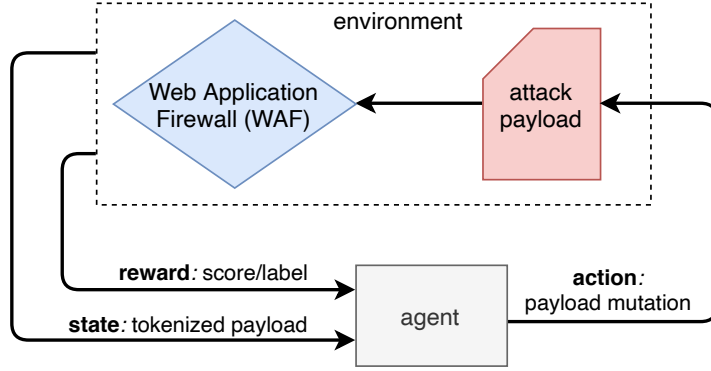 environment
Web Application
Firewall (WAF)
attack
payload
reward: score/label
state: tokenized payload
agent
action:
payload mutation